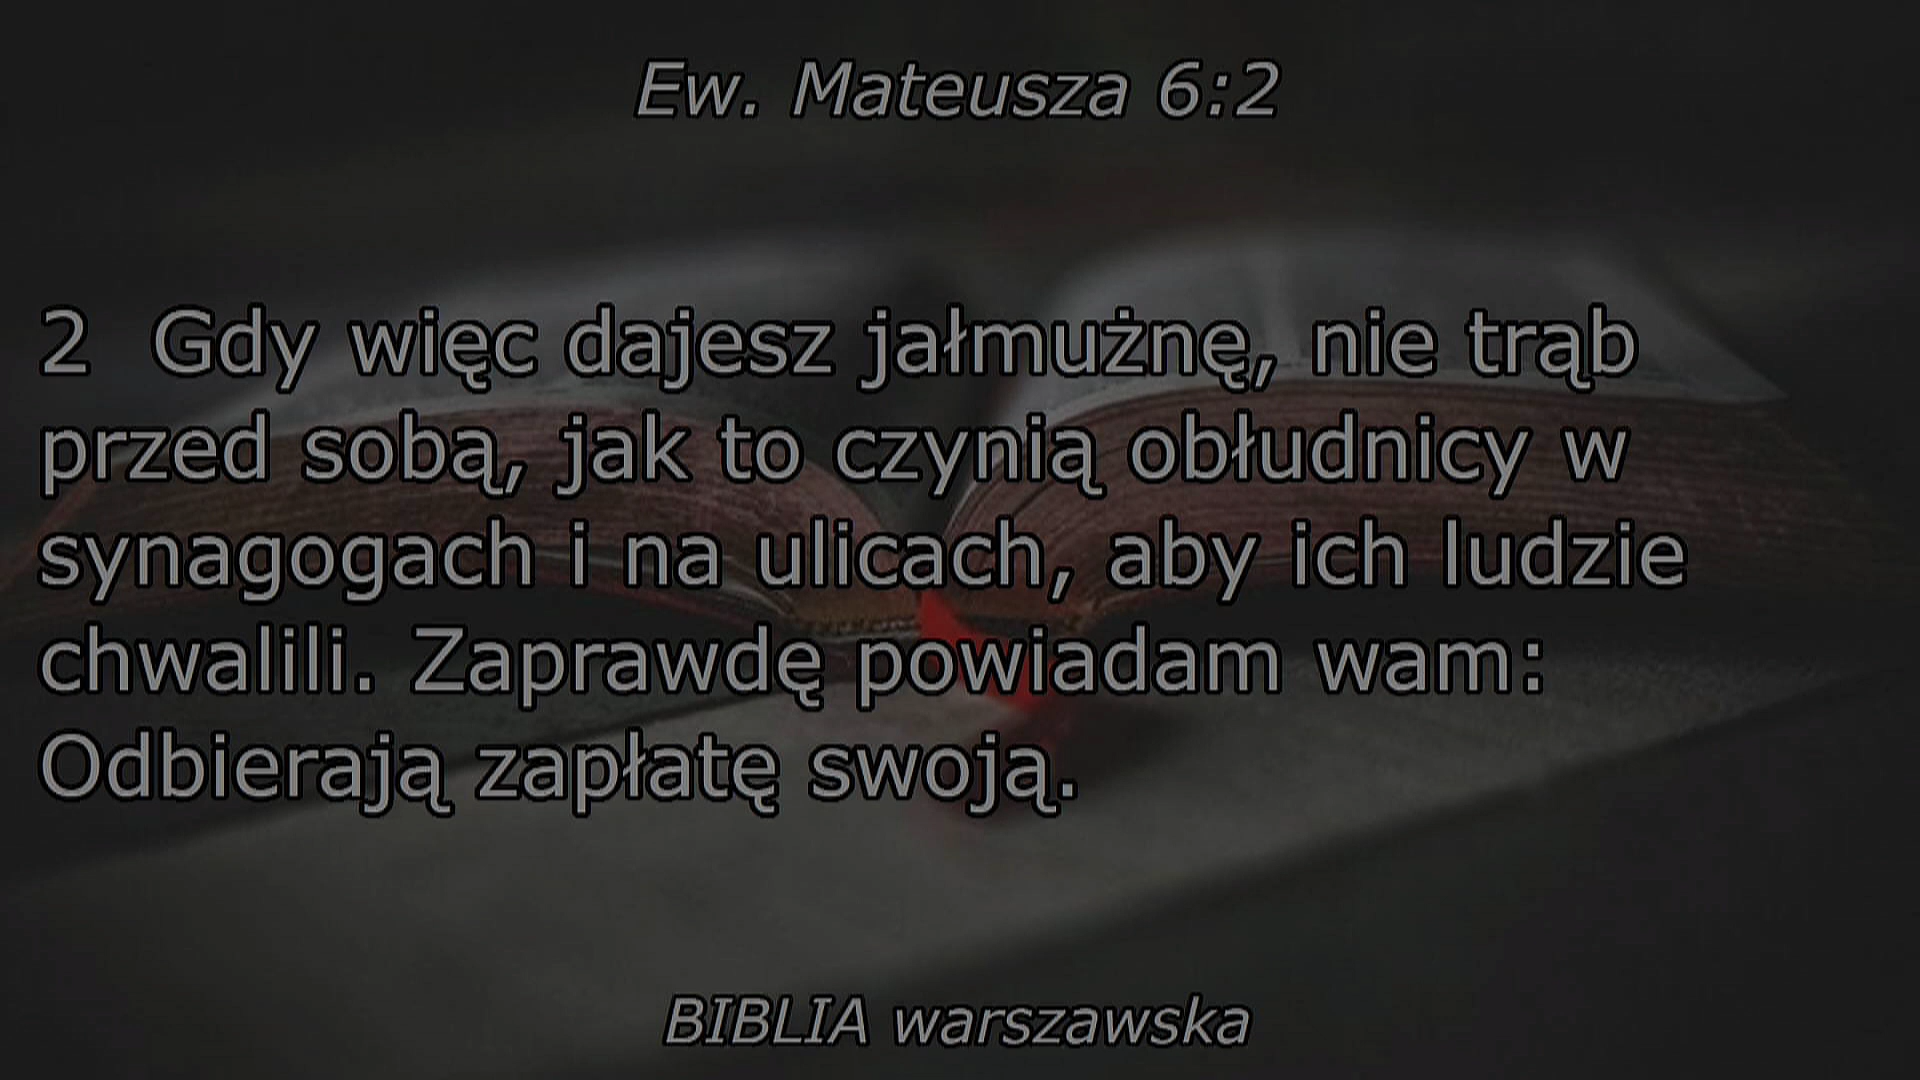 Ew. Mateusza 6:2
2 Gdy więc dajesz jałmużnę, nie trąb
przed sobą, jak to czynią obłudnicy w
synagogach i na ulicach, aby ich ludzie
chwalili. Zaprawdę powiadam wam:
Odbierają zapłatę swoją.
BIBLIA warszawska